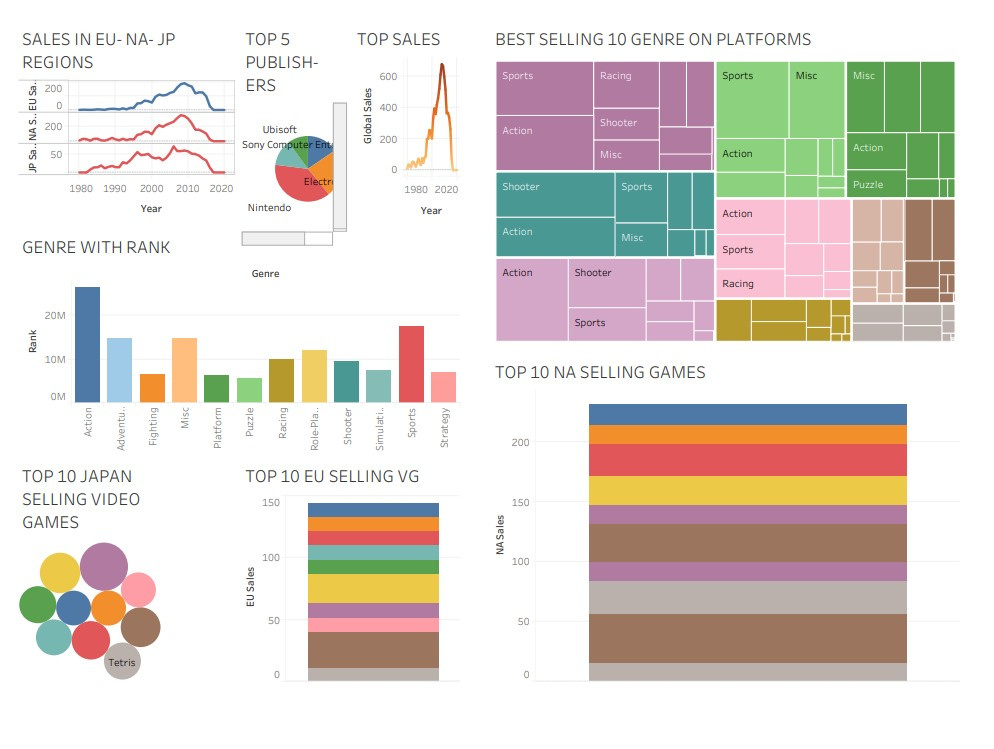 SALES IN EU- NA- JP
REGIONS
EU Sa..
200
0
NA S..
200
JP Sa..
50
1980 1990 2000 2010 2020
Year
TOP 5
PUBLISH-
ERS
Ubisoft
Sony Computer Ent
Electr
Nintendo
TOP SALES
Global Sales
600
400
200
0
1980 2020
Year
BEST SELLING 10 GENRE ON PLATFORMS
Sports
Racing
Action
Shooter
Misc
Sports
Misc
Action
Misc
Action
Puzzle
Shooter
Sports
Action
Misc
Action
Sports
Racing
Action
Shooter
Sports
GENRE WITH RANK
Genre
Rank
20M
10M
0M
Action
Adventu..
Fighting
Misc
Platform
Puzzle
Racing
Role-Pla..
Shooter
Simulati..
Sports
Strategy
TOP 10 NA SELLING GAMES
NA Sales
200
150
100
50
0
TOP 10 JAPAN
SELLING VIDEO
GAMES
Tetris
TOP 10 EU SELLING VG
EU Sales
150
100
50
0